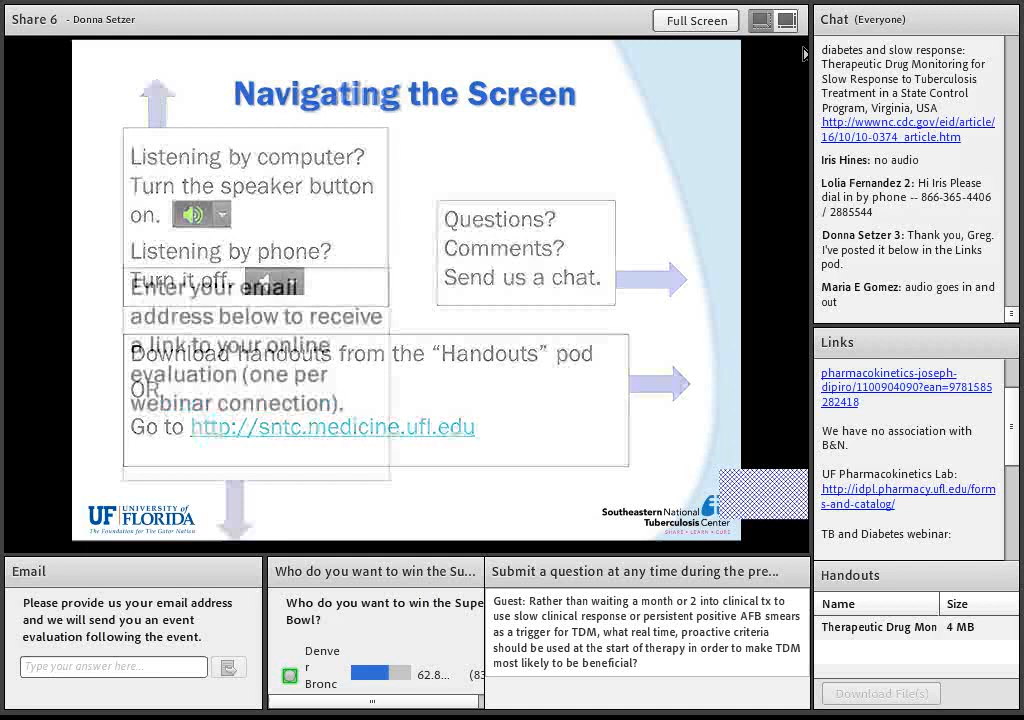 Share 6 - Donna Setzer
Full Screen
Navigating the Screen
Listening by computer?
Turn the speaker button
on.
Listening by phone?
Turn it off.
Enter your email
address below to receive
a link to your online
evaluation (one per
webinar connection).
Questions?
Comments?
Send us a chat.
Download handouts from the “Handouts” pod
OR
Go to http://sntc.medicine.ufl.edu
UF UNIVERSITY of
FLORIDA
The Foundation for The Gator Nation
Southeastern National
Tuberculosis Center
SHARE • LEARN • CURE
Chat (Everyone)
diabetes and slow response:
Therapeutic Drug Monitoring for
Slow Response to Tuberculosis
Treatment in a State Control
Program, Virginia, USA
http://wwwnc.cdc.gov/eid/article/
16/10/10-0374_article.htm
Iris Hines: no audio
Lolia Fernandez 2: Hi Iris Please
dial in by phone -- 866-365-4406
/ 2885544
Donna Setzer 3: Thank you, Greg.
I've posted it below in the Links
pod.
Maria E Gomez: audio goes in and
out
Links
pharmacokinetics-joseph-
dipiro/1100904090?ean=9781585
282418
We have no association with
B&N.
UF Pharmacokinetics Lab:
http://idpl.pharmacy.ufl.edu/form
s-and-catalog/
TB and Diabetes webinar:
Handouts
Name Size
Therapeutic Drug Mon 4 MB
Download File(s)
Email
Please provide us your email address
and we will send you an event
evaluation following the event.
Type your answer here...
Who do you want to win the Su...
Who do you want to win the Supe
Bowl?
Denve
r
Bronc
62.8... (83
Submit a question at any time during the pre...
Guest: Rather than waiting a month or 2 into clinical tx to
use slow clinical response or persistent positive AFB smears
as a trigger for TDM, what real time, proactive criteria
should be used at the start of therapy in order to make TDM
most likely to be beneficial?